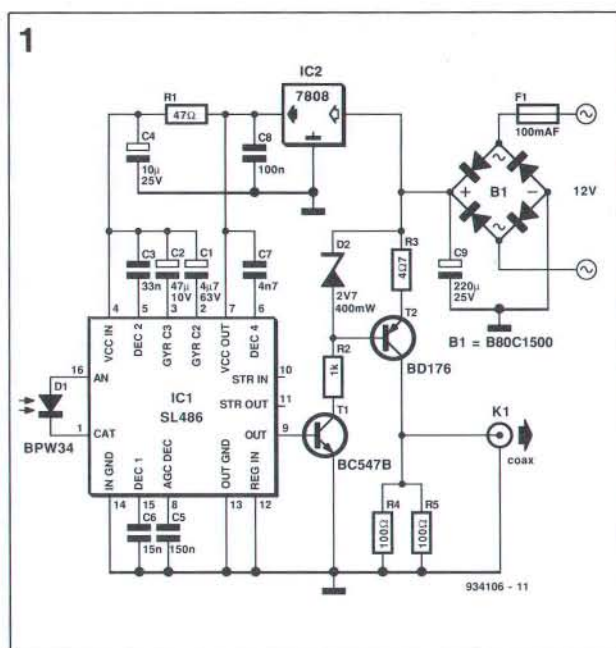 1
IC2
7808
R1
47Ω
C4
10µ
25V
C8
100n
F1
100mAF
B1
12V
D2
2V7
400mW
R3
4Ω7
C9
220µ
25V
B1 = B80C1500
C3
33n
C2
47µ
10V
C1
4µ7
63V
C7
4n7
4
5
3
2
7
6
VCC IN
DEC 2
GYR C3
GYR C2
VCC OUT
DEC 4
16
AN
STR IN
10
D1
IC1
SL486
STR OUT
11
1
CAT
OUT
9
BPW34
IN GND
DEC 1
AGC DEC
OUT GND
REG IN
14
15
8
13
12
C6
15n
C5
150n
R2
1k
T2
BD176
T1
BC547B
K1
coax
R4
100Ω
R5
100Ω
934106 - 11